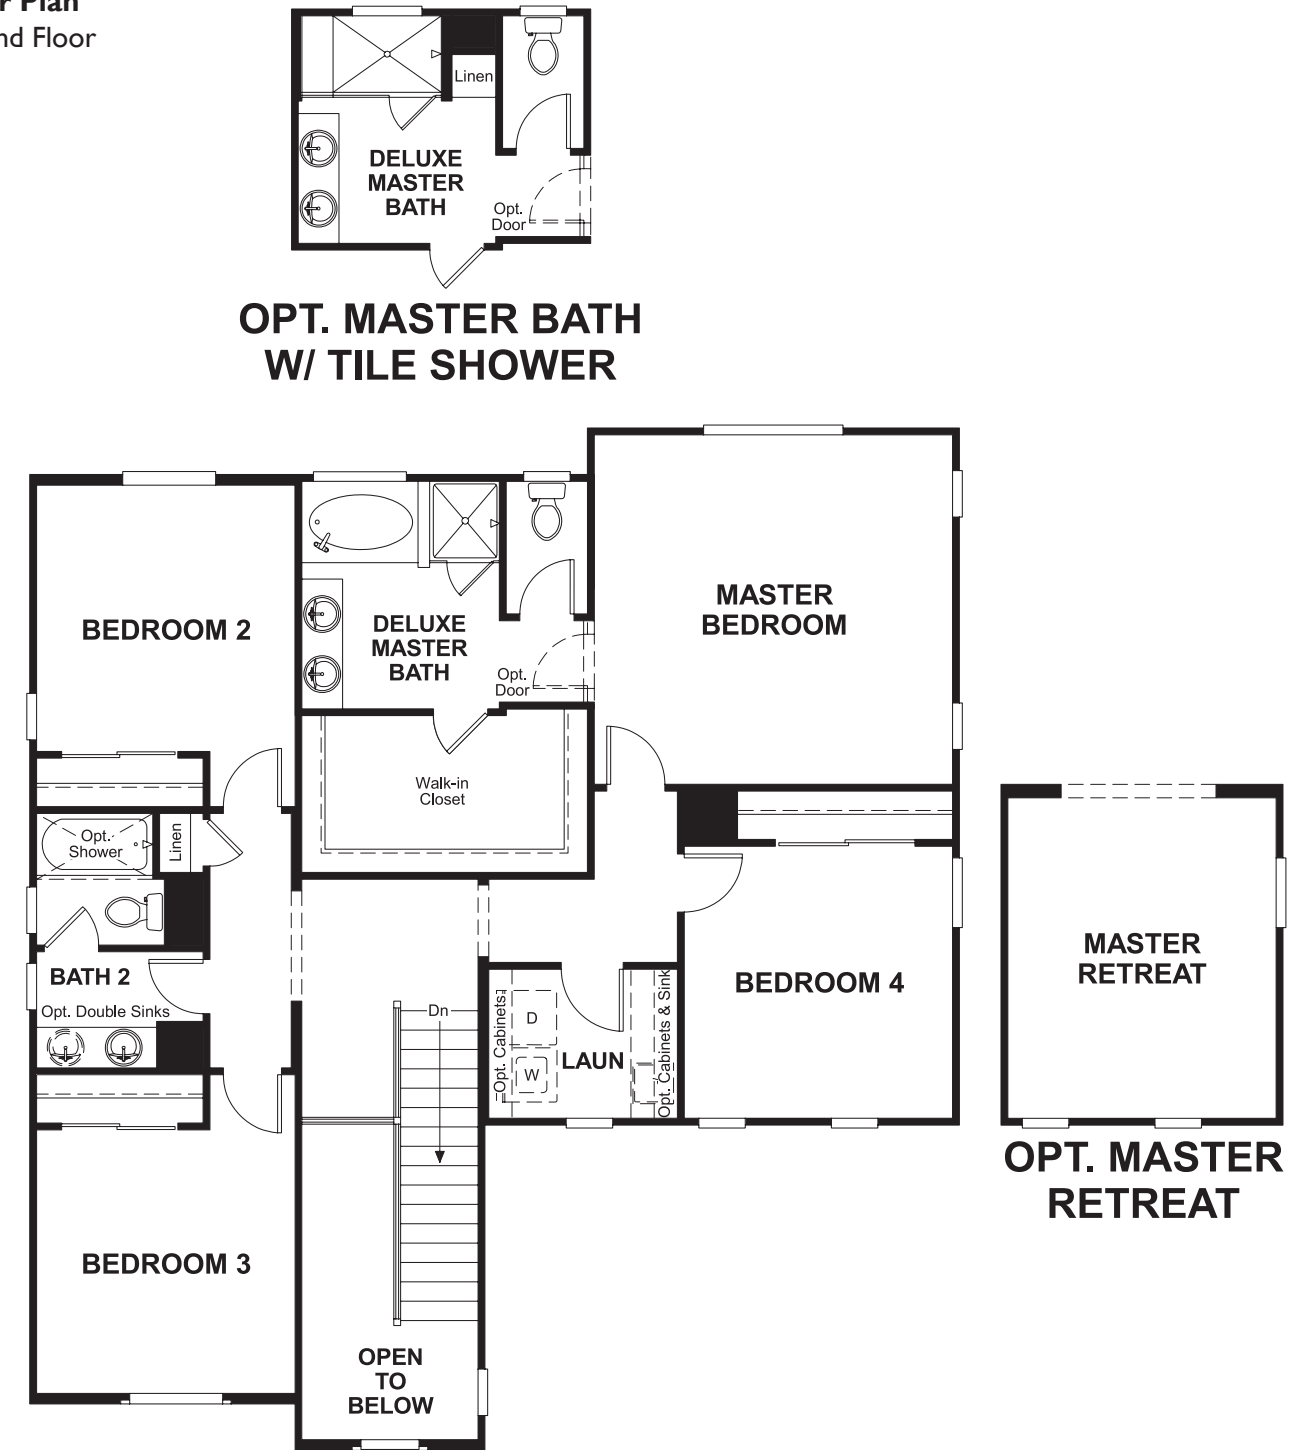 Plan
Floor
Linen
DELUXE
MASTER
BATH
Opt.
Door
OPT. MASTER BATH
W/ TILE SHOWER
BEDROOM 2
DELUXE
MASTER
BATH
Opt.
Door
MASTER
BEDROOM
Walk-in
Closet
Opt.
Shower
Linen
BATH 2
Opt. Double Sinks
Dn
Opt. Cabinets
D
W
LAUN
Opt. Cabinets & Sink
BEDROOM 4
MASTER
RETREAT
OPT. MASTER
RETREAT
BEDROOM 3
OPEN
TO
BELOW